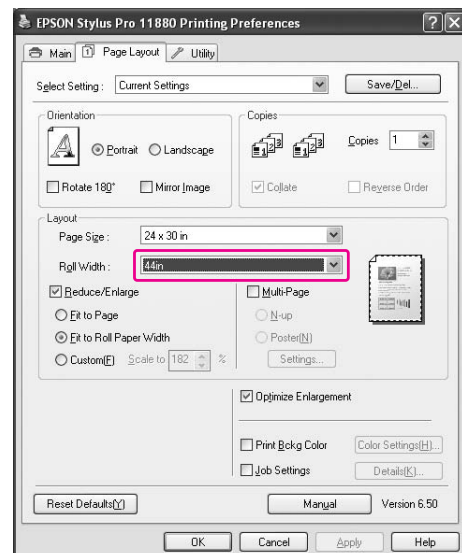 EPSON Stylus Pro 11880 Printing Preferences
Main Page Layout Utility
Select Setting : Current Settings Save/Del...
Orientation
Portrait Landscape
Rotate 180° Mirror Image
Copies
Copies 1
Collate Reverse Order
Layout
Page Size : 24 x 30 in
Roll Width : 44in
Reduce/Enlarge
Fit to Page
Fit to Roll Paper Width
Custom(F) Scale to 182 %
Multi-Page
N-up
Poster(N)
Settings...
Optimize Enlargement
Print Bckg Color Color Settings(H)...
Job Settings Details(K)...
Reset Defaults(Y) Manual Version 6.50
OK Cancel Apply Help